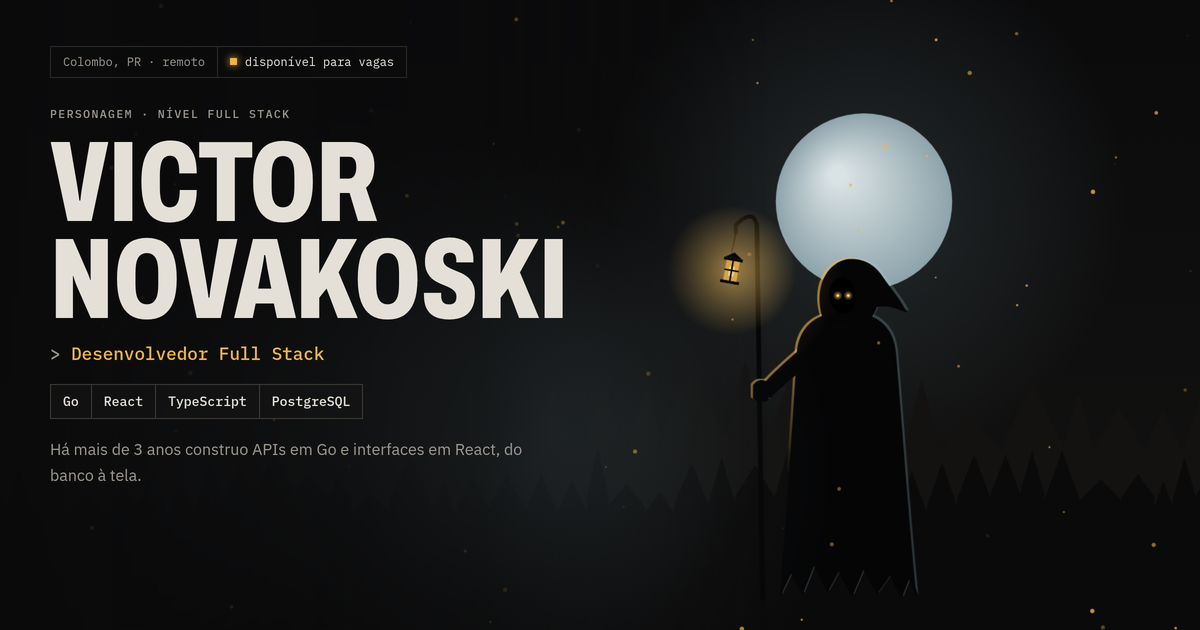 Colombo, PR · remoto
disponível para vagas
PERSONAGEM · NÍVEL FULL STACK
VICTOR
NOVAKOSKI
> Desenvolvedor Full Stack
Go React TypeScript PostgreSQL
Há mais de 3 anos construo APIs em Go e interfaces em React, do
banco à tela.